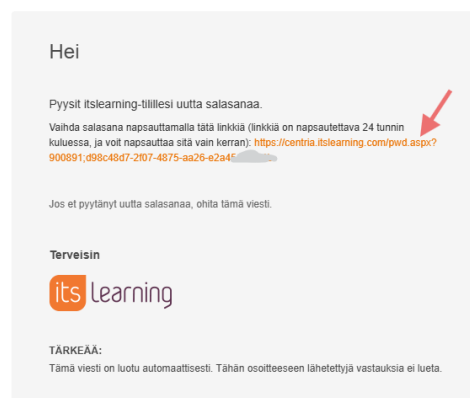 Hei
Pyysit itslearning-tilillesi uutta salasanaa.
Vaihda salasana napsauttamalla tätä linkkiä (linkkiä on napsautettava 24 tunnin
kuluessa, ja voit napsauttaa sitä vain kerran): https://centria.itslearning.com/pwd.aspx?
900891;d98c48d7-2f07-4875-aa26-e2a45
Jos et pyytänyt uutta salasanaa, ohita tämä viesti.
Terveisin
its learning
TÄRKEÄÄ:
Tämä viesti on luotu automaattisesti. Tähän osoitteeseen lähetettyjä vastauksia ei lueta.